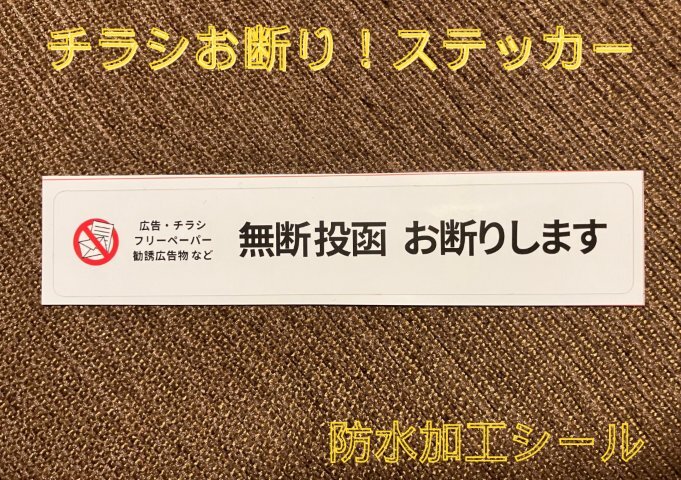 チラシお断り！ステッカー
広告・チラシ
フリーペーパー
勧誘広告物 など
無断投函 お断りします
防水加工シール